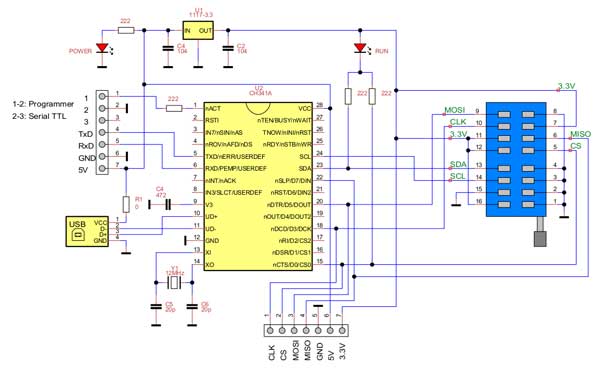 U1
1117-3.3
IN OUT
222
POWER
C4
104
C2
104
RUN
1-2: Programmer
2-3: Serial TTL
1
2
3
TxD
RxD
GND
5V
1
2
3
4
5
6
7
222
U2
CH341A
1 nACT VCC 28
2 RSTI nTEN/BUSY/nWAIT 27
3 IN7/nSIN/nAS TNOW/nINI/nRST 26
4 nROV/nAFD/nDS nRDY/nSTB/nWR 25
5 TXD/nERR/USERDEF SCL 24
6 RXD/PEMP/USERDEF SDA 23
7 nINT/nACK nSLP/D7/DIN 22
8 IN3/SLCT/USERDEF nRST/D6/DIN2 21
9 V3 nDTR/D5/DOUT 20
10 UD+ nOUT/D4/DOUT2 19
11 UD- nDCD/D3/DCK 18
12 GND nRI/D2/CS2 17
13 XI nDSR/D1/CS1 16
14 XO nCTS/D0/CS0 15
222
222
SCL
SDA
MOSI
CLK
3.3V
SDA
SCL
3.3V
MISO
CS
9 8
10 7
11 6
12 5
13 4
14 3
15 2
16 1
R1
0
C4
472
USB
VCC
D-
D+
GND
1
2
3
4
Y1
12MHz
C5
20p
C6
20p
1
2
3
4
5
6
7
CLK
CS
MOSI
MISO
GND
5V
3.3V